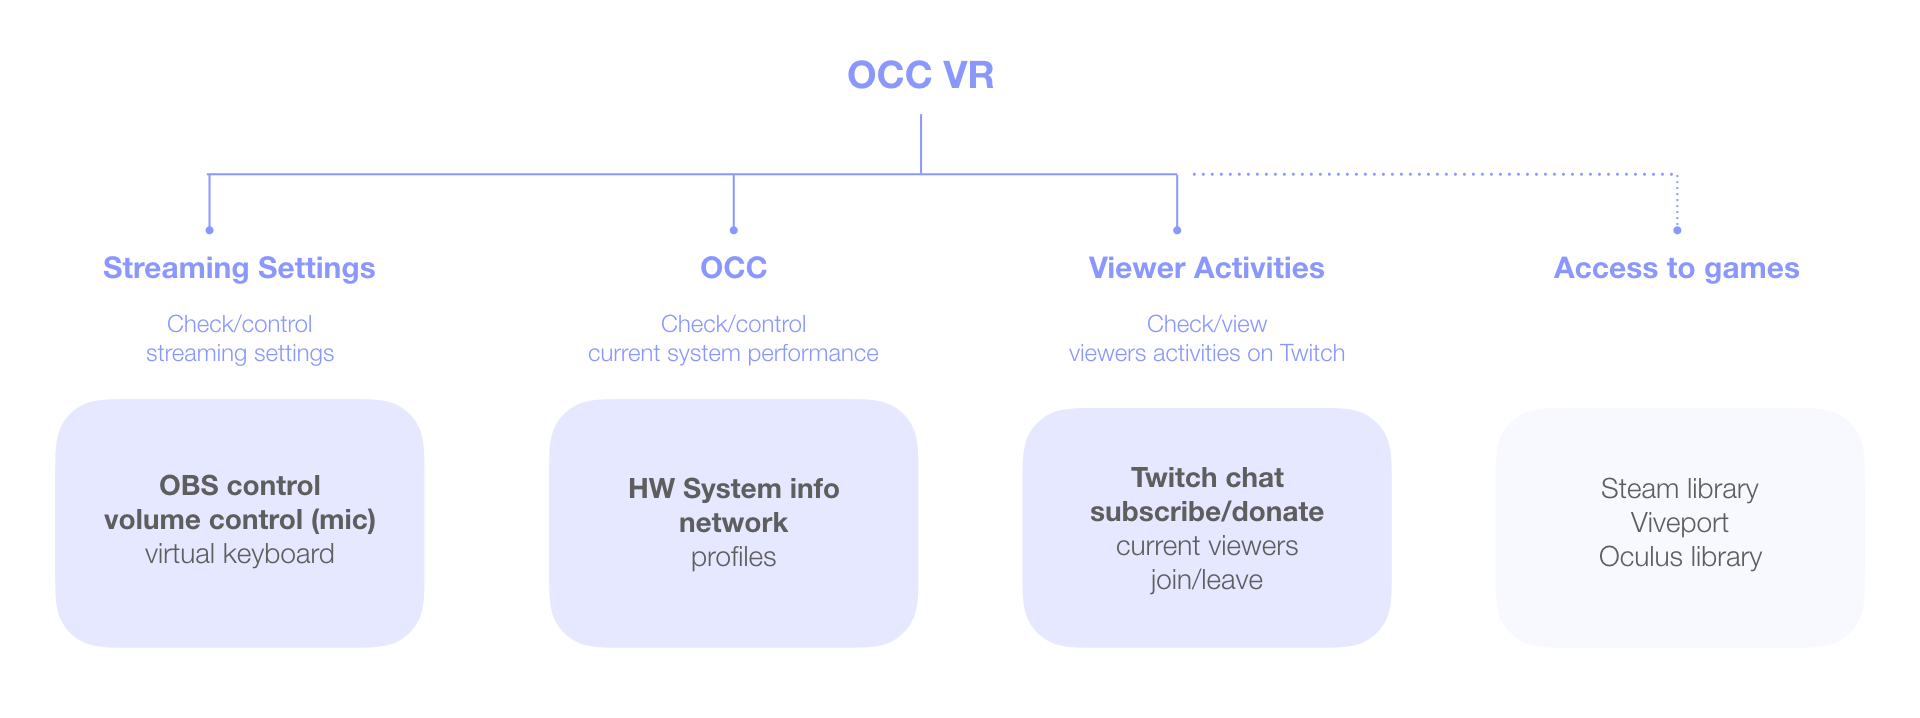 OCC VR
Streaming Settings
Check/control
streaming settings
OBS control
volume control (mic)
virtual keyboard
OCC
Check/control
current system performance
HW System info
network
profiles
Viewer Activities
Check/view
viewers activities on Twitch
Twitch chat
subscribe/donate
current viewers
join/leave
Access to games
Steam library
Viveport
Oculus library